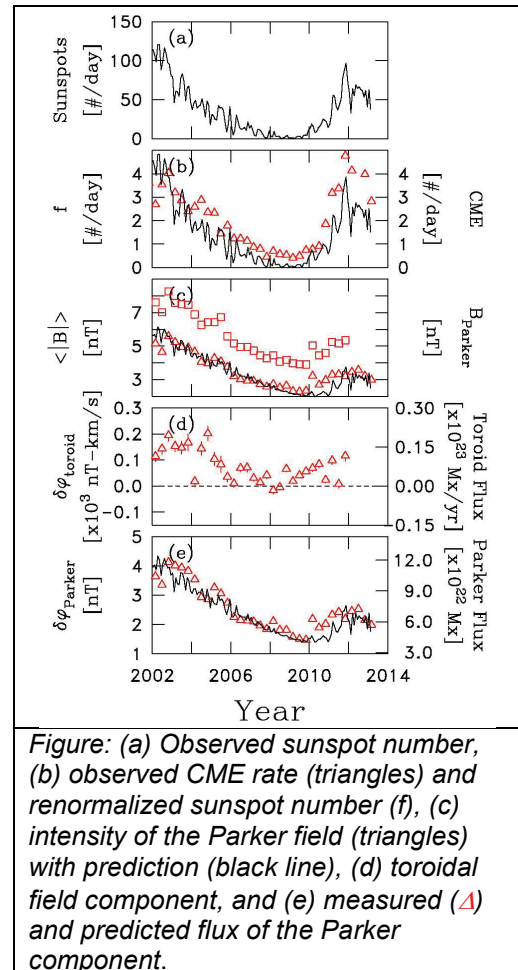 (a)
150
100
50
0
Sunspots
[#/day]
(b)
4
3
2
1
0
f
[#/day]
4
3
2
1
0
CME
[#/day]
(c)
7
5
3
<|B|>
[nT]
B Parker
[nT]
(d)
0.3
0.2
0.1
0.0
−0.1
δφtoroid
[x10³ nT−km/s]
0.30
0.15
0.00
0.15
Toroid Flux
[x10²³ Mx/yr]
(e)
5
4
3
2
1
δφParker
[nT]
12.0
9.0
6.0
3.0
Parker Flux
[x10²² Mx]
2002 2006 2010 2014
Year
Figure: (a) Observed sunspot number,
(b) observed CME rate (triangles) and
renormalized sunspot number (f), (c)
intensity of the Parker field (triangles)
with prediction (black line), (d) toroidal
field component, and (e) measured (Δ)
and predicted flux of the Parker
component.